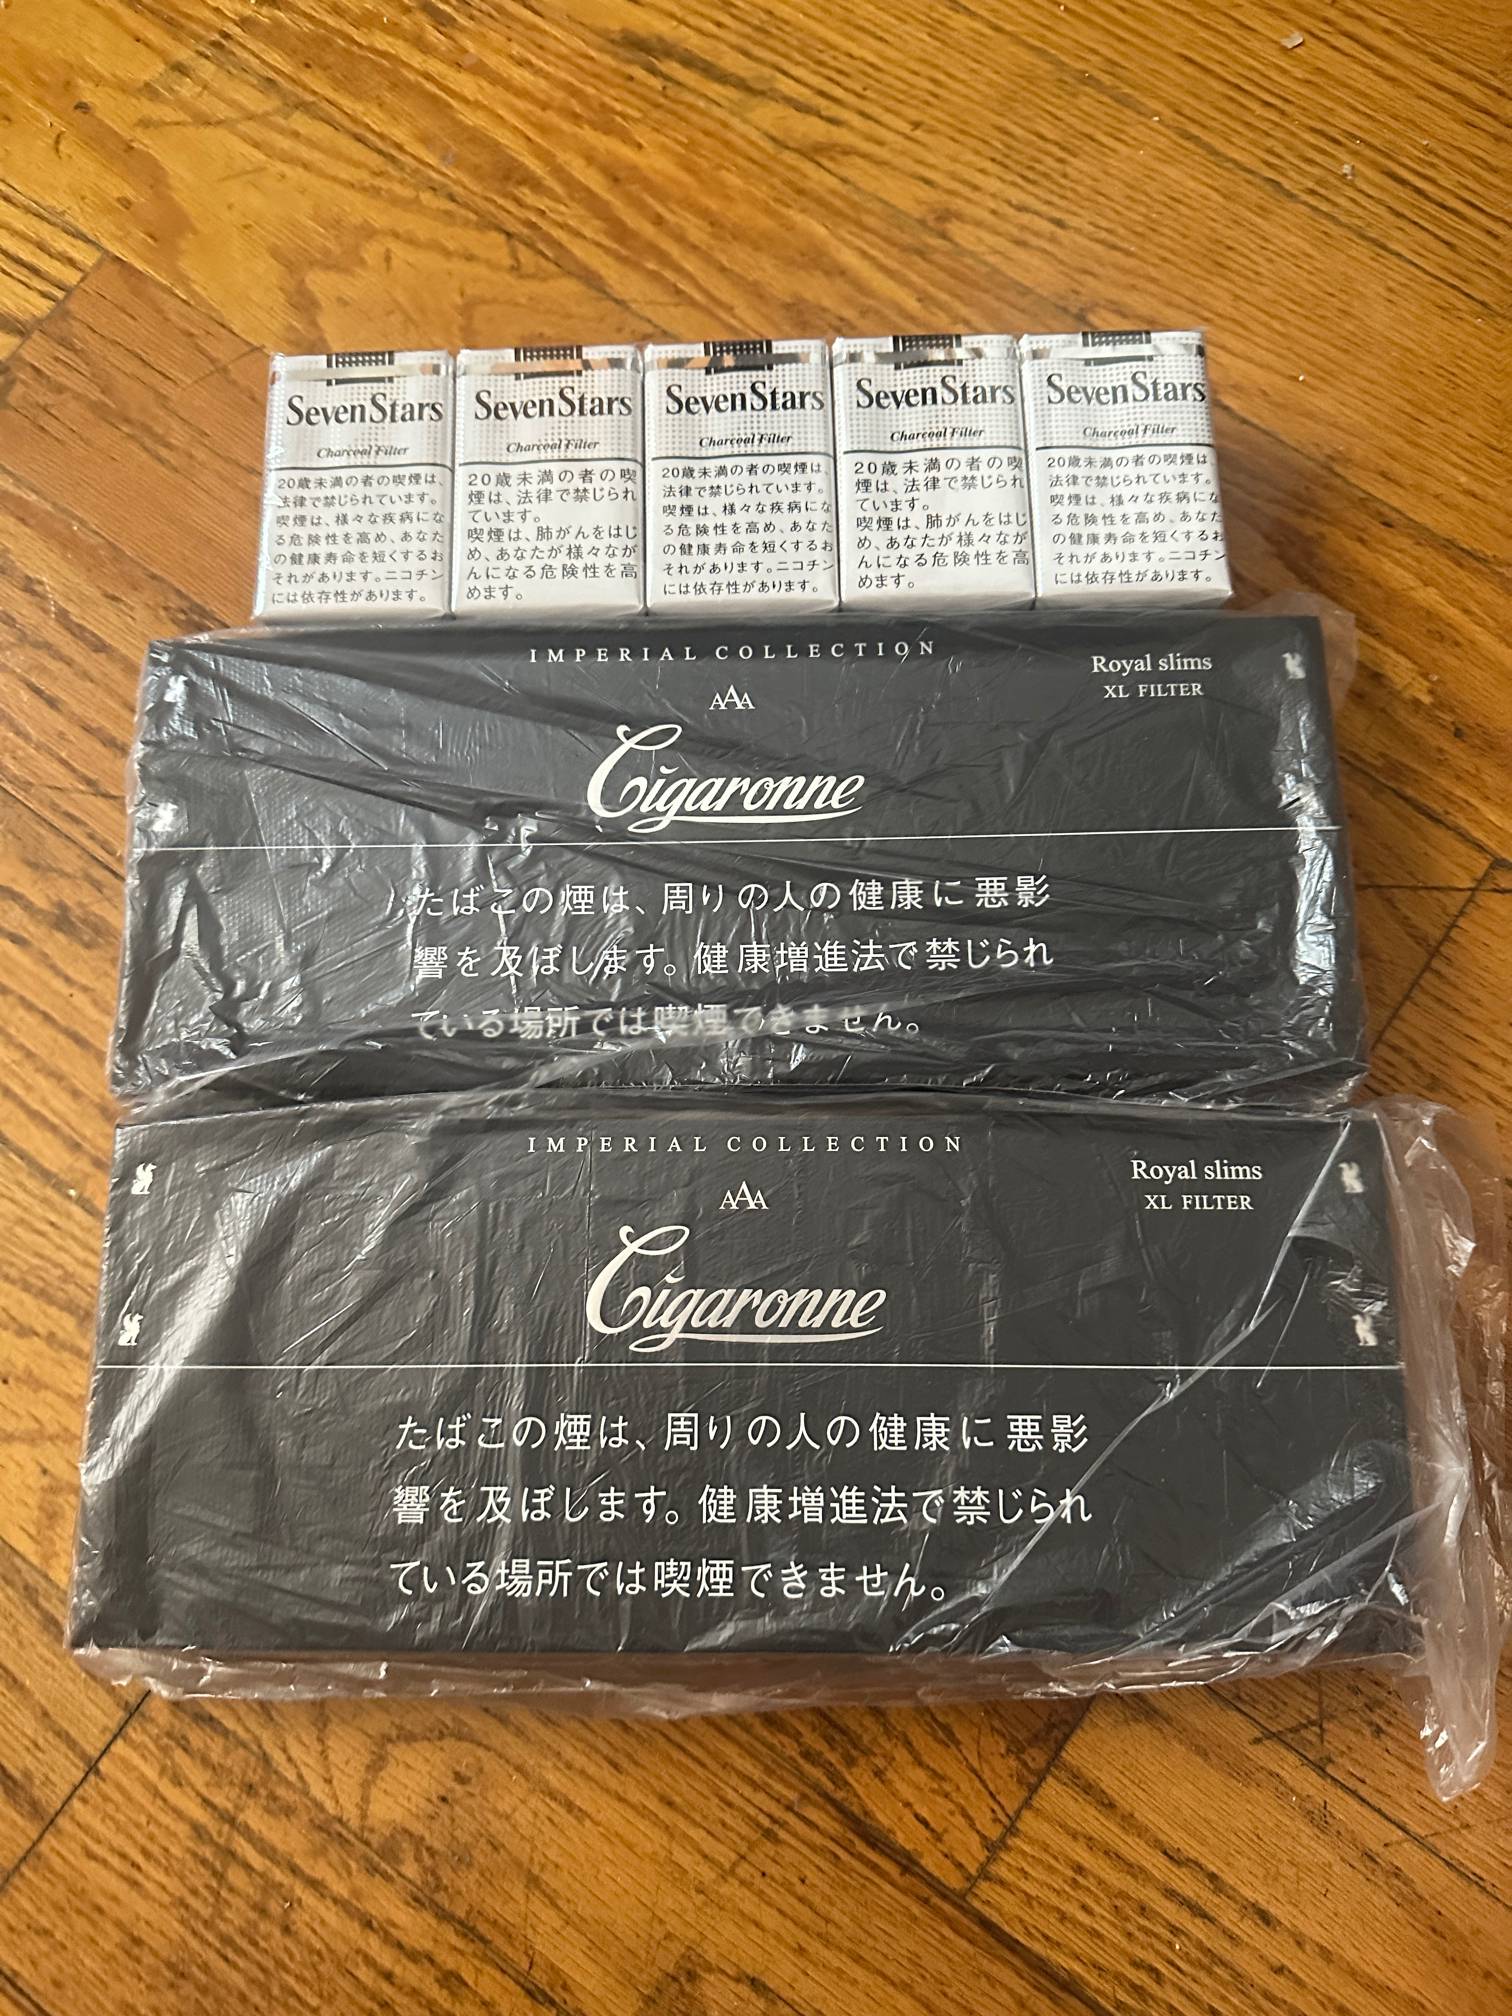 SevenStars
Charcoal Filter
20歳未満の者の喫煙は、
法律で禁じられています。
喫煙は、様々な疾病にな
る危険性を高め、あなた
の健康寿命を短くするお
それがあります。ニコチン
には依存性があります。
SevenStars
Charcoal Filter
20歳未満の者の喫
煙は、法律で禁じられ
ています。
喫煙は、肺がんをはじ
め、あなたが様々なが
んになる危険性を高
めます。
SevenStars
Charcoal Filter
20歳未満の者の喫煙は、
法律で禁じられています。
喫煙は、様々な疾病にな
る危険性を高め、あなた
の健康寿命を短くするお
それがあります。ニコチン
には依存性があります。
SevenStars
Charcoal Filter
20歳未満の者の喫
煙は、法律で禁じられ
ています。
喫煙は、肺がんをはじ
め、あなたが様々なが
んになる危険性を高
めます。
SevenStars
Charcoal Filter
20歳未満の者の喫煙は、
法律で禁じられています。
喫煙は、様々な疾病にな
る危険性を高め、あなた
の健康寿命を短くするお
それがあります。ニコチン
には依存性があります。
IMPERIAL COLLECTION
Royal slims
XL FILTER
AAA
Cigaronne
たばこの煙は、周りの人の健康に悪影
響を及ぼします。健康増進法で禁じられ
ている場所では喫煙できません。
IMPERIAL COLLECTION
Royal slims
XL FILTER
AAA
Cigaronne
たばこの煙は、周りの人の健康に悪影
響を及ぼします。健康増進法で禁じられ
ている場所では喫煙できません。